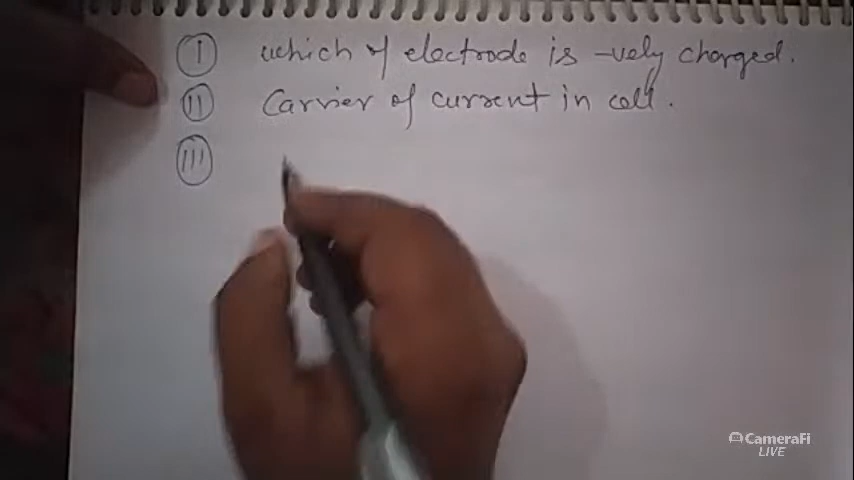 (I) which of electrode is -vely charged.
(II) Carrier of current in cell.
(III)
CameraFi
LIVE